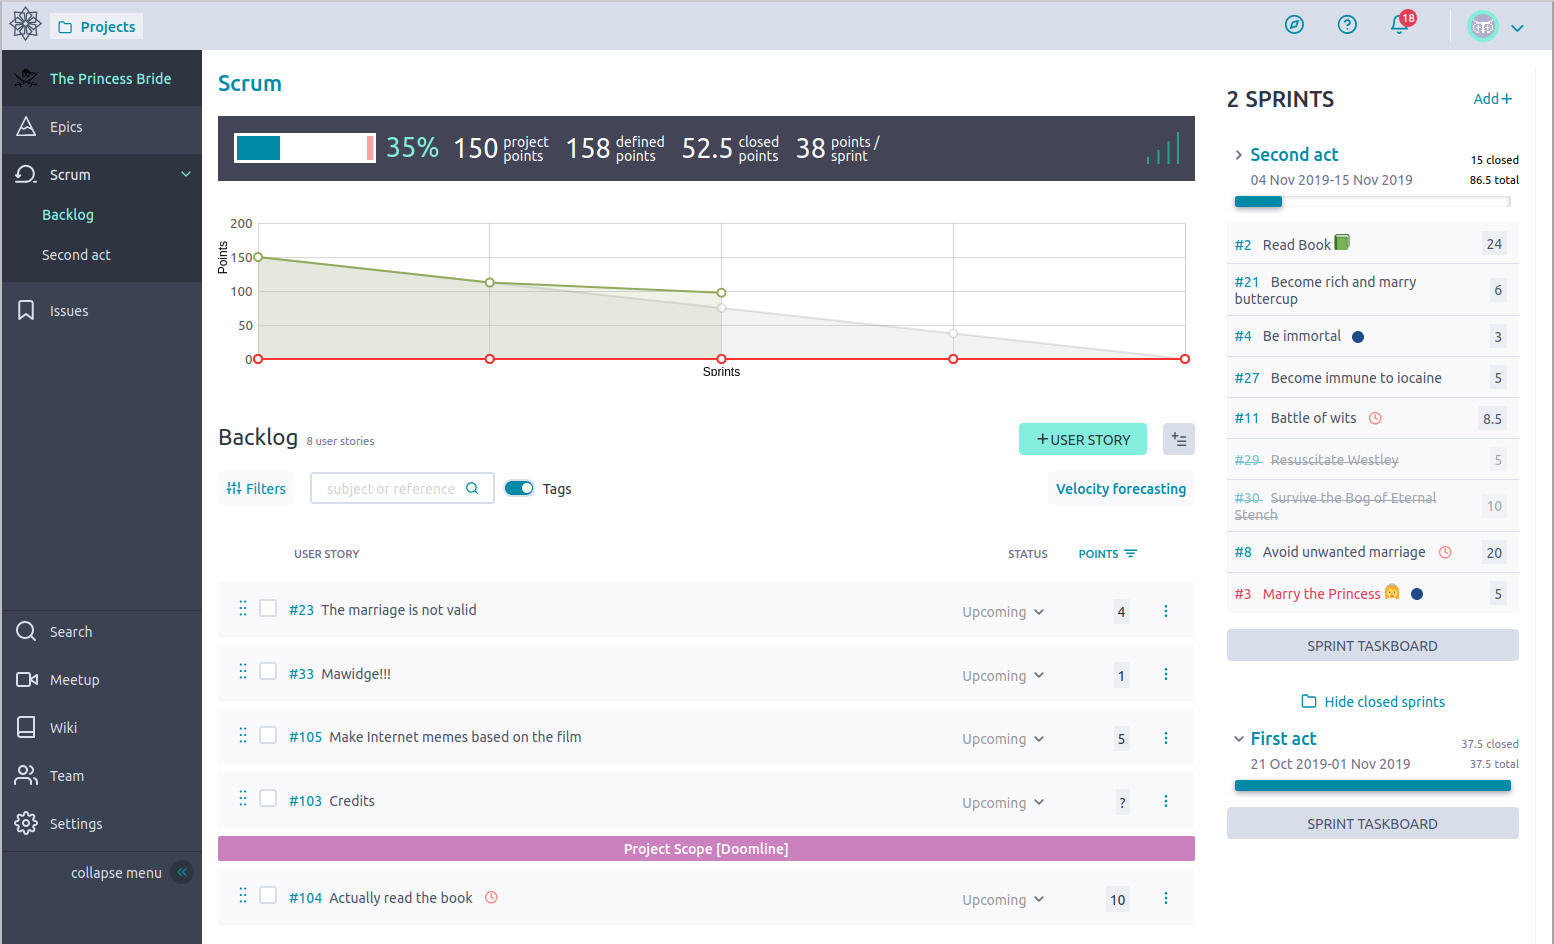 Projects
18
The Princess Bride
Epics
Scrum
Backlog
Second act
Issues
Search
Meetup
Wiki
Team
Settings
collapse menu
Scrum
35%
150 project points
158 defined points
52.5 closed points
38 points / sprint
200
150
100
50
0
Points
Sprints
Backlog 8 user stories
+ USER STORY
Filters
subject or reference
Tags
Velocity forecasting
USER STORY STATUS POINTS
#23 The marriage is not valid Upcoming 4
#33 Mawidge!!! Upcoming 1
#105 Make Internet memes based on the film Upcoming 5
#103 Credits Upcoming ?
Project Scope [Doomline]
#104 Actually read the book Upcoming 10
2 SPRINTS Add+
Second act 15 closed
04 Nov 2019-15 Nov 2019 86.5 total
#2 Read Book 24
#21 Become rich and marry
buttercup 6
#4 Be immortal 3
#27 Become immune to iocaine 5
#11 Battle of wits 8.5
#29 Resuscitate Westley 5
#30 Survive the Bog of Eternal
Stench 10
#8 Avoid unwanted marriage 20
#3 Marry the Princess 5
SPRINT TASKBOARD
Hide closed sprints
First act 37.5 closed
21 Oct 2019-01 Nov 2019 37.5 total
SPRINT TASKBOARD